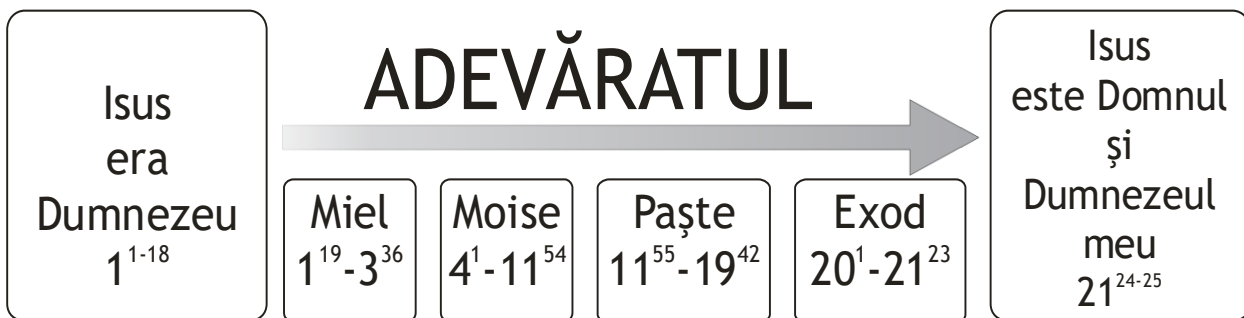 Isus
era
Dumnezeu
1¹⁻¹⁸
ADEVĂRATUL
Miel
1¹⁹-3³⁶
Moise
4¹-11⁵⁴
Paşte
11⁵⁵-19⁴²
Exod
20¹-21²³
Isus
este Domnul
şi
Dumnezeul
meu
21²⁴⁻²⁵